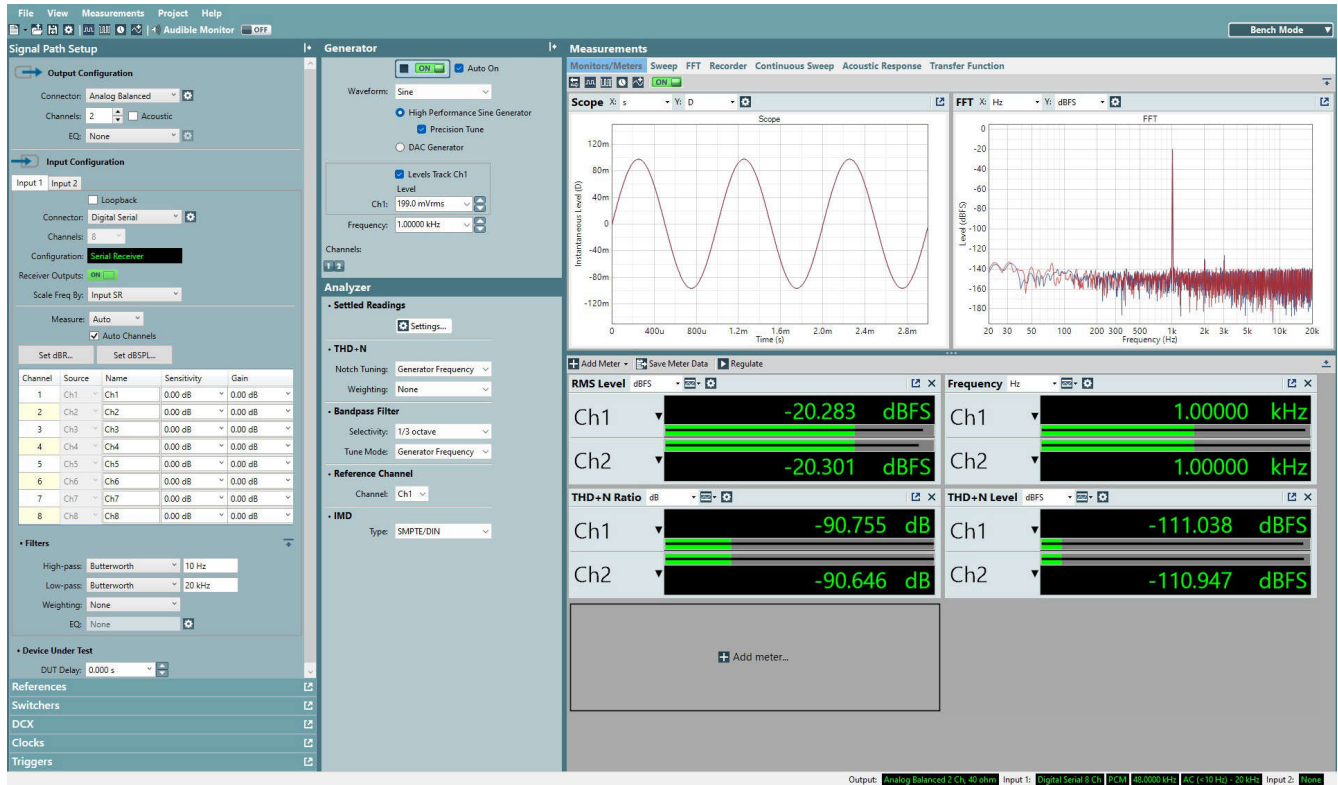 File View Measurements Project Help
Audible Monitor OFF
Bench Mode
Signal Path Setup
Output Configuration
Connector: Analog Balanced
Channels: 2 Acoustic
EQ: None
Input Configuration
Input 1 Input 2
Loopback
Connector: Digital Serial
Channels: 8
Configuration: Serial Receiver
Receiver Outputs: ON
Scale Freq By: Input SR
Measure: Auto
Auto Channels
Set dBR... Set dBSPL...
Channel Source Name Sensitivity Gain
1 Ch1 Ch1 0.00 dB 0.00 dB
2 Ch2 Ch2 0.00 dB 0.00 dB
3 Ch3 Ch3 0.00 dB 0.00 dB
4 Ch4 Ch4 0.00 dB 0.00 dB
5 Ch5 Ch5 0.00 dB 0.00 dB
6 Ch6 Ch6 0.00 dB 0.00 dB
7 Ch7 Ch7 0.00 dB 0.00 dB
8 Ch8 Ch8 0.00 dB 0.00 dB
• Filters
High-pass: Butterworth 10 Hz
Low-pass: Butterworth 20 kHz
Weighting: None
EQ: None
• Device Under Test
DUT Delay: 0.000 s
References
Switchers
DCX
Clocks
Triggers
Generator
ON Auto On
Waveform: Sine
High Performance Sine Generator
Precision Tune
DAC Generator
Levels Track Ch1
Level
Ch1: 199.0 mVrms
Frequency: 1.00000 kHz
Channels:
1 2
Analyzer
• Settled Readings
Settings...
• THD+N
Notch Tuning: Generator Frequency
Weighting: None
• Bandpass Filter
Selectivity: 1/3 octave
Tune Mode: Generator Frequency
• Reference Channel
Channel: Ch1
• IMD
Type: SMPTE/DIN
Measurements
Monitors/Meters Sweep FFT Recorder Continuous Sweep Acoustic Response Transfer Function
ON
Scope X: s Y: D
Scope
Instantaneous Level (D)
120m
80m
40m
0
-40m
-80m
-120m
0 400u 800u 1.2m 1.6m 2.0m 2.4m 2.8m
Time (s)
FFT X: Hz Y: dBFS
FFT
Level (dBFS)
0
-20
-40
-60
-80
-100
-120
-140
-160
-180
20 30 50 100 200 300 500 1k 2k 3k 5k 10k 20k
Frequency (Hz)
Add Meter Save Meter Data Regulate
RMS Level dBFS
Ch1 -20.283 dBFS
Ch2 -20.301 dBFS
Frequency Hz
Ch1 1.00000 kHz
Ch2 1.00000 kHz
THD+N Ratio dB
Ch1 -90.755 dB
Ch2 -90.646 dB
THD+N Level dBFS
Ch1 -111.038 dBFS
Ch2 -110.947 dBFS
Add meter...
Output: Analog Balanced 2 Ch, 40 ohm Input 1: Digital Serial 8 Ch PCM 48.0000 kHz AC (<10 Hz) - 20 kHz Input 2: None